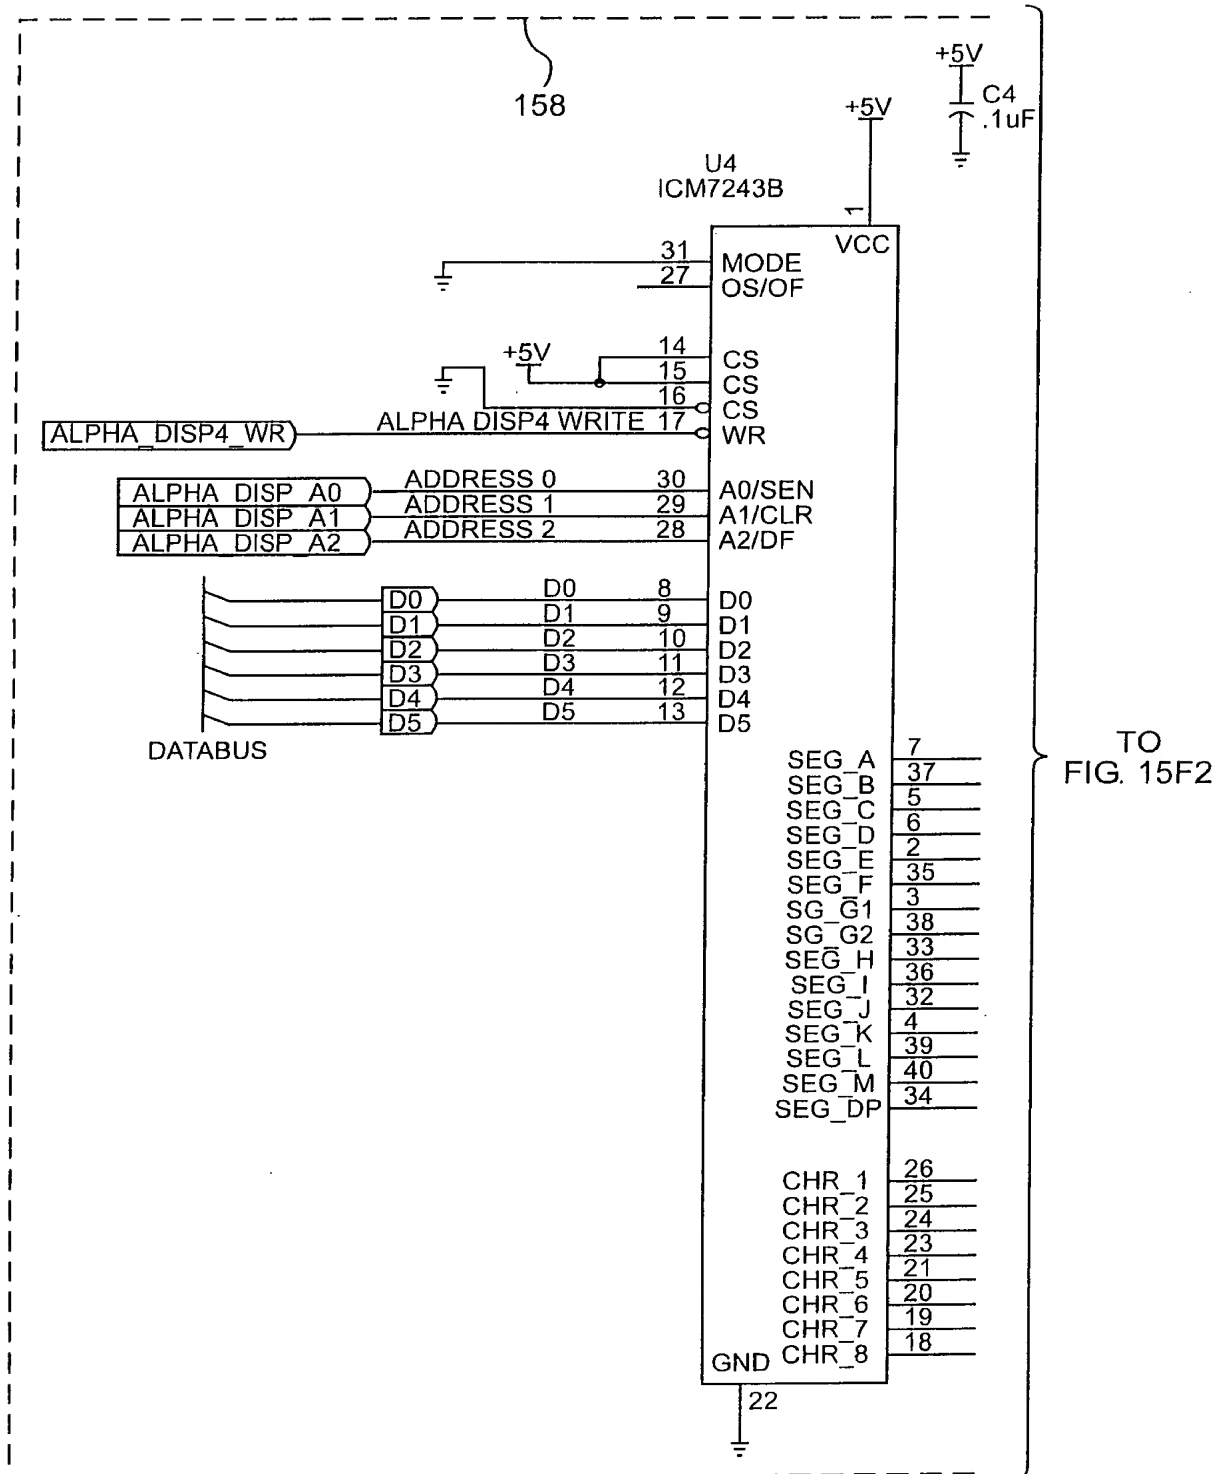 158
+5V
C4
.1uF
+5V
U4
ICM7243B
1
VCC
31 MODE
27 OS/OF
+5V
14 CS
15 CS
16 CS
ALPHA_DISP4_WR ALPHA DISP4 WRITE 17 WR
ALPHA_DISP_A0 ADDRESS 0 30 A0/SEN
ALPHA_DISP_A1 ADDRESS 1 29 A1/CLR
ALPHA_DISP_A2 ADDRESS 2 28 A2/DF
D0 D0 8 D0
D1 D1 9 D1
D2 D2 10 D2
D3 D3 11 D3
D4 D4 12 D4
D5 D5 13 D5
DATABUS
SEG_A 7
SEG_B 37
SEG_C 5
SEG_D 6
SEG_E 2
SEG_F 35
SG_G1 3
SG_G2 38
SEG_H 33
SEG_I 36
SEG_J 32
SEG_K 4
SEG_L 39
SEG_M 40
SEG_DP 34
CHR_1 26
CHR_2 25
CHR_3 24
CHR_4 23
CHR_5 21
CHR_6 20
CHR_7 19
CHR_8 18
GND
22
TO
FIG. 15F2